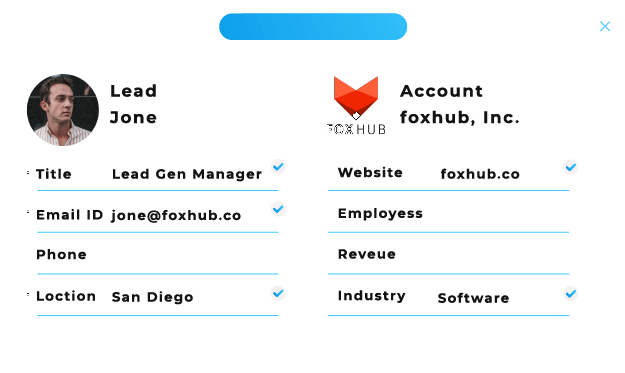 Lead
Jone
Account
foxhub, Inc.
FOXHUB
Title Lead Gen Manager
Website foxhub.co
Email ID jone@foxhub.co
Employess
Phone
Reveue
Loction San Diego
Industry Software